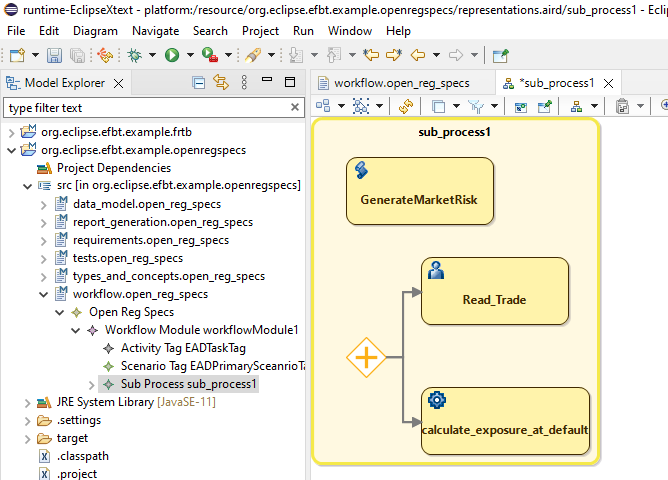 runtime-EclipseXtext - platform:/resource/org.eclipse.efbt.example.openregspecs/representations.aird/sub_process1 - Ecli
File Edit Diagram Navigate Search Project Run Window Help
Model Explorer
workflow.open_reg_specs
*sub_process1
type filter text
org.eclipse.efbt.example.frtb
org.eclipse.efbt.example.openregspecs
Project Dependencies
src [in org.eclipse.efbt.example.openregspecs]
data_model.open_reg_specs
report_generation.open_reg_specs
requirements.open_reg_specs
tests.open_reg_specs
types_and_concepts.open_reg_specs
workflow.open_reg_specs
Open Reg Specs
Workflow Module workflowModule1
Activity Tag EADTaskTag
Scenario Tag EADPrimarySceanrioTa
Sub Process sub_process1
JRE System Library [JavaSE-11]
.settings
target
.classpath
.project
sub_process1
GenerateMarketRisk
Read_Trade
calculate_exposure_at_default